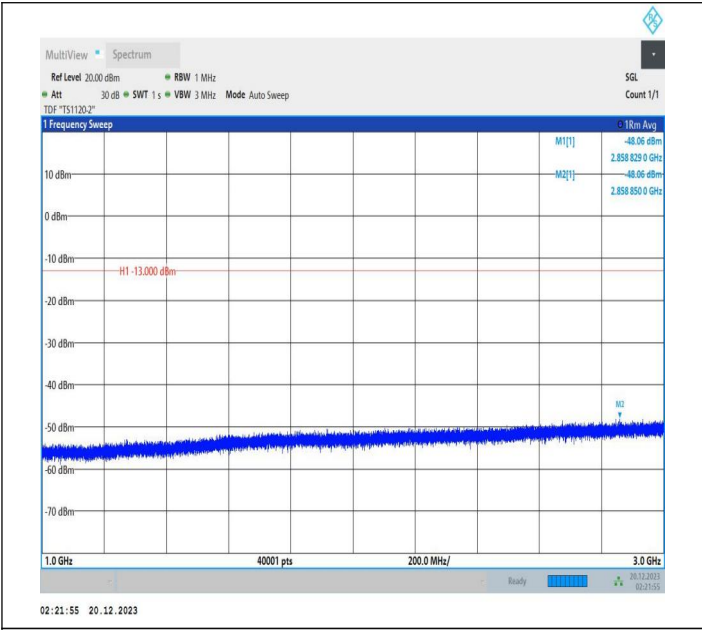 R S
MultiView Spectrum
Ref Level 20.00 dBm RBW 1 MHz SGL
Att 30 dB SWT 1 s VBW 3 MHz Mode Auto Sweep Count 1/1
TDF "TS1120-2"
1 Frequency Sweep 1Rm Avg
M1[1] -48.06 dBm
2.858 829 0 GHz
10 dBm M2[1] -48.06 dBm
2.858 850 0 GHz
0 dBm
-10 dBm
H1 -13.000 dBm
-20 dBm
-30 dBm
-40 dBm
M2
-50 dBm
-60 dBm
-70 dBm
1.0 GHz 40001 pts 200.0 MHz/ 3.0 GHz
Ready 20.12.2023
02:21:55
02:21:55 20.12.2023